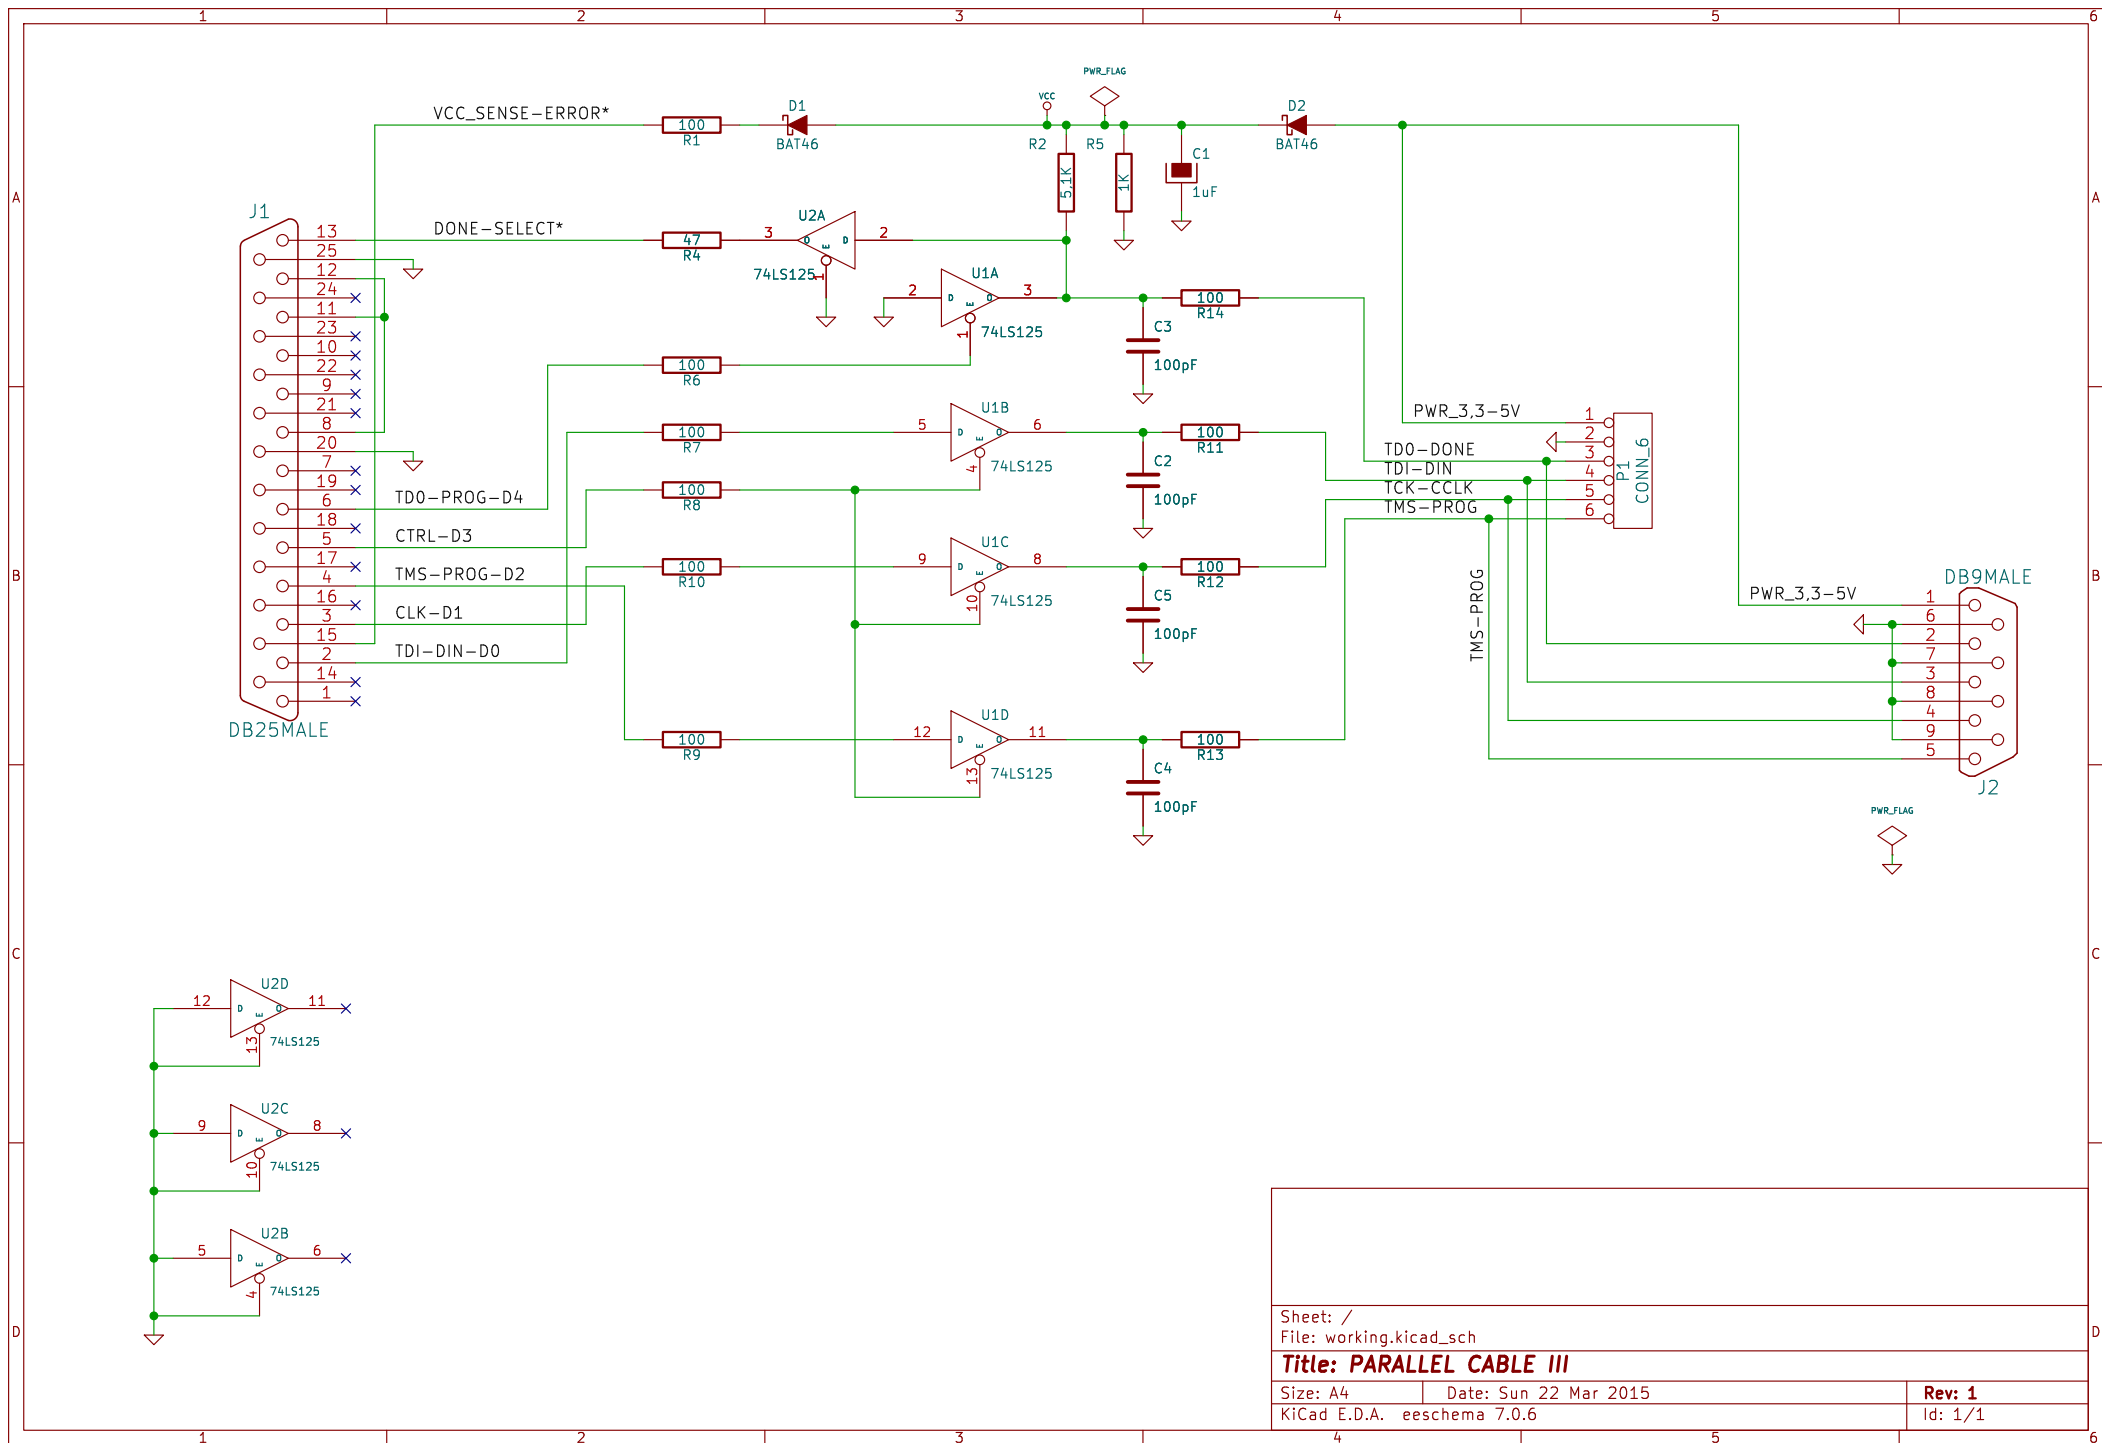 1 2 3 4 5 6
PWR_FLAG
VCC
VCC_SENSE-ERROR*
100
R1
D1
BAT46
R2
5,1K
R5
1K
C1
1uF
D2
BAT46
A
A
J1
DONE-SELECT*
47
R4
U2A
3
2
1
D
E
O
74LS125
U1A
2
3
1
D
E
O
74LS125
100
R14
C3
100pF
13
25
12
24
11
23
10
22
9
21
8
20
7
19
6
18
5
17
4
16
3
15
2
14
1
DB25MALE
TD0-PROG-D4
CTRL-D3
TMS-PROG-D2
CLK-D1
TDI-DIN-D0
100
R6
100
R7
100
R8
100
R10
100
R9
U1B
5
6
4
D
E
O
74LS125
100
R11
C2
100pF
U1C
9
8
10
D
E
O
74LS125
100
R12
C5
100pF
U1D
12
11
13
D
E
O
74LS125
100
R13
C4
100pF
PWR_3,3-5V
TD0-DONE
TDI-DIN
TCK-CCLK
TMS-PROG
1
2
3
4
5
6
P1
CONN_6
B
B
TMS-PROG
PWR_3,3-5V
DB9MALE
1
6
2
7
3
8
4
9
5
J2
PWR_FLAG
C
C
U2D
12
11
13
D
E
O
74LS125
U2C
9
8
10
D
E
O
74LS125
U2B
5
6
4
D
E
O
74LS125
D
D
Sheet: /
File: working.kicad_sch
Title: PARALLEL CABLE III
Size: A4 Date: Sun 22 Mar 2015 Rev: 1
KiCad E.D.A. eeschema 7.0.6 Id: 1/1
1 2 3 4 5 6